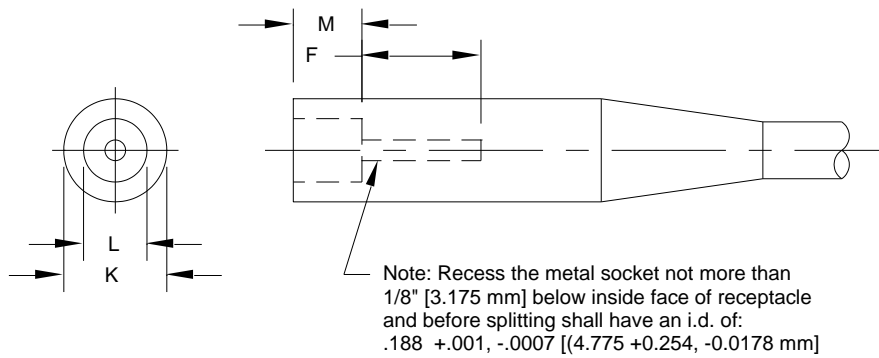 M
F
L
K
Note: Recess the metal socket not more than
1/8" [3.175 mm] below inside face of receptacle
and before splitting shall have an i.d. of:
.188 +.001, -.0007 [(4.775 +0.254, -0.0178 mm]